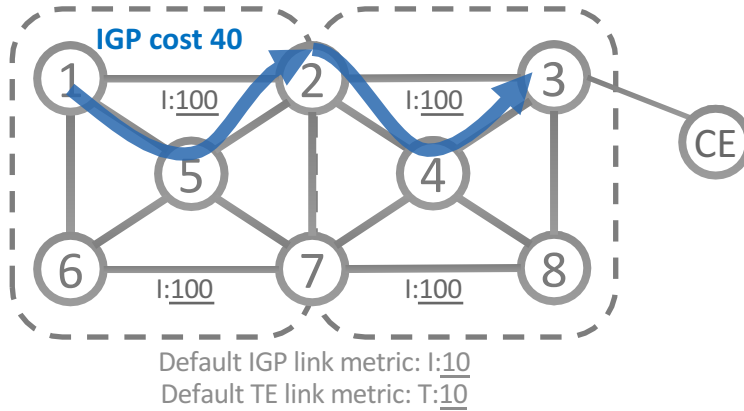 IGP cost 40
1
2
3
I:100
I:100
CE
5
4
6
7
8
I:100
I:100
Default IGP link metric: I:10
Default TE link metric: T:10